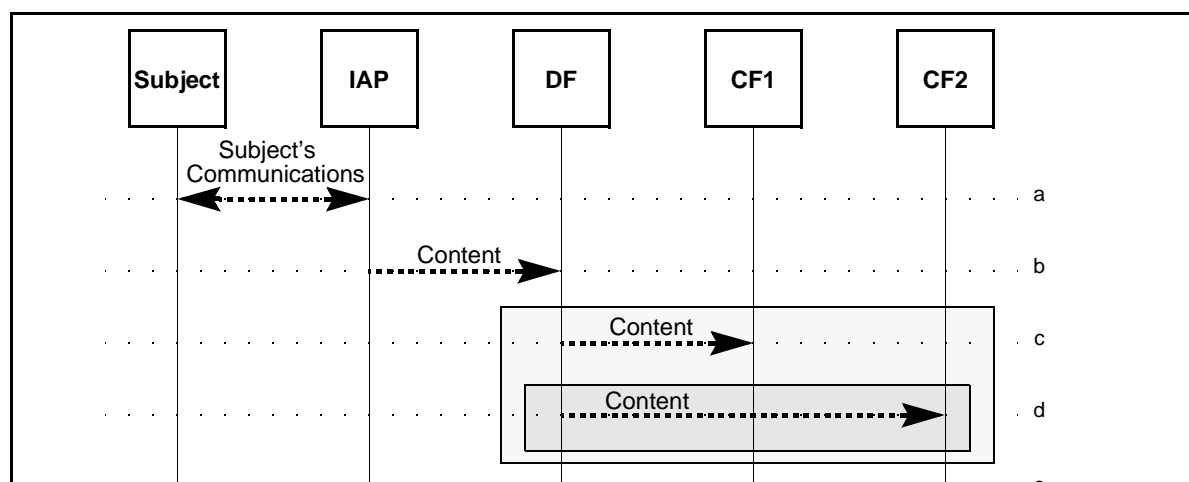 Subject IAP DF CF1 CF2
Subject's
Communications
a
Content
b
Content
c
Content
d